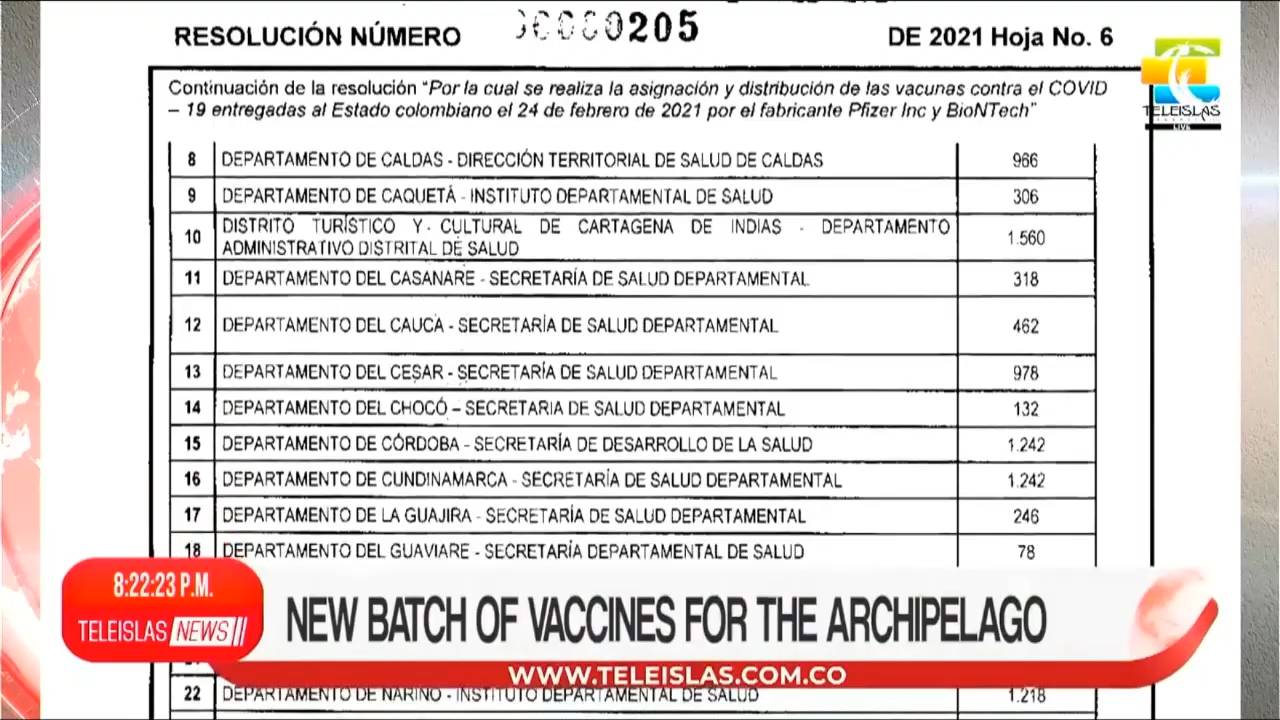 RESOLUCIÓN NÚMERO 00000205 DE 2021 Hoja No. 6
Continuación de la resolución "Por la cual se realiza la asignación y distribución de las vacunas contra el COVID
– 19 entregadas al Estado colombiano el 24 de febrero de 2021 por el fabricante Pfizer Inc y BioNTech"
TELEISLAS
LIVE
8 DEPARTAMENTO DE CALDAS - DIRECCIÓN TERRITORIAL DE SALUD DE CALDAS 966
9 DEPARTAMENTO DE CAQUETÁ - INSTITUTO DEPARTAMENTAL DE SALUD 306
10 DISTRITO TURÍSTICO Y CULTURAL DE CARTAGENA DE INDIAS - DEPARTAMENTO
ADMINISTRATIVO DISTRITAL DE SALUD 1.560
11 DEPARTAMENTO DEL CASANARE - SECRETARÍA DE SALUD DEPARTAMENTAL 318
12 DEPARTAMENTO DEL CAUCA - SECRETARÍA DE SALUD DEPARTAMENTAL 462
13 DEPARTAMENTO DEL CESAR - SECRETARÍA DE SALUD DEPARTAMENTAL 978
14 DEPARTAMENTO DEL CHOCÓ – SECRETARIA DE SALUD DEPARTAMENTAL 132
15 DEPARTAMENTO DE CÓRDOBA - SECRETARÍA DE DESARROLLO DE LA SALUD 1.242
16 DEPARTAMENTO DE CUNDINAMARCA - SECRETARÍA DE SALUD DEPARTAMENTAL 1.242
17 DEPARTAMENTO DE LA GUAJIRA - SECRETARÍA DE SALUD DEPARTAMENTAL 246
18 DEPARTAMENTO DEL GUAVIARE - SECRETARÍA DEPARTAMENTAL DE SALUD 78
8:22:23 P.M.
TELEISLAS NEWS
NEW BATCH OF VACCINES FOR THE ARCHIPELAGO
WWW.TELEISLAS.COM.CO
22 DEPARTAMENTO DE NARIÑO - INSTITUTO DEPARTAMENTAL DE SALUD 1.218